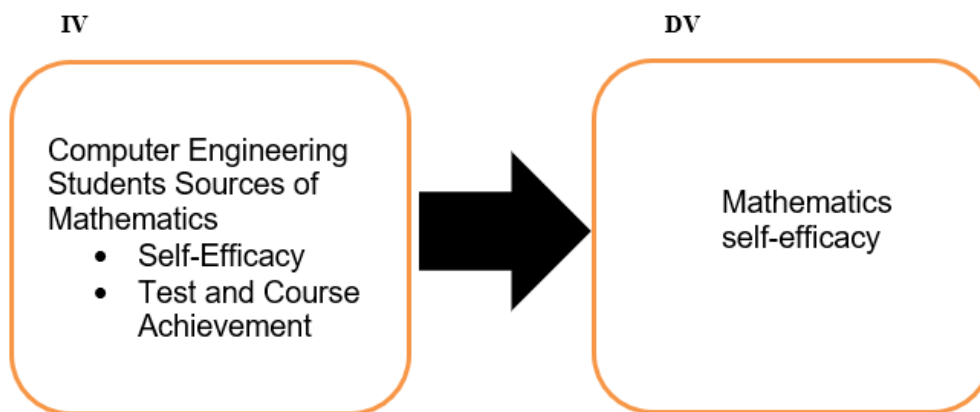 IV
DV
Computer Engineering
Students Sources of
Mathematics
• Self-Efficacy
• Test and Course
Achievement
Mathematics
self-efficacy